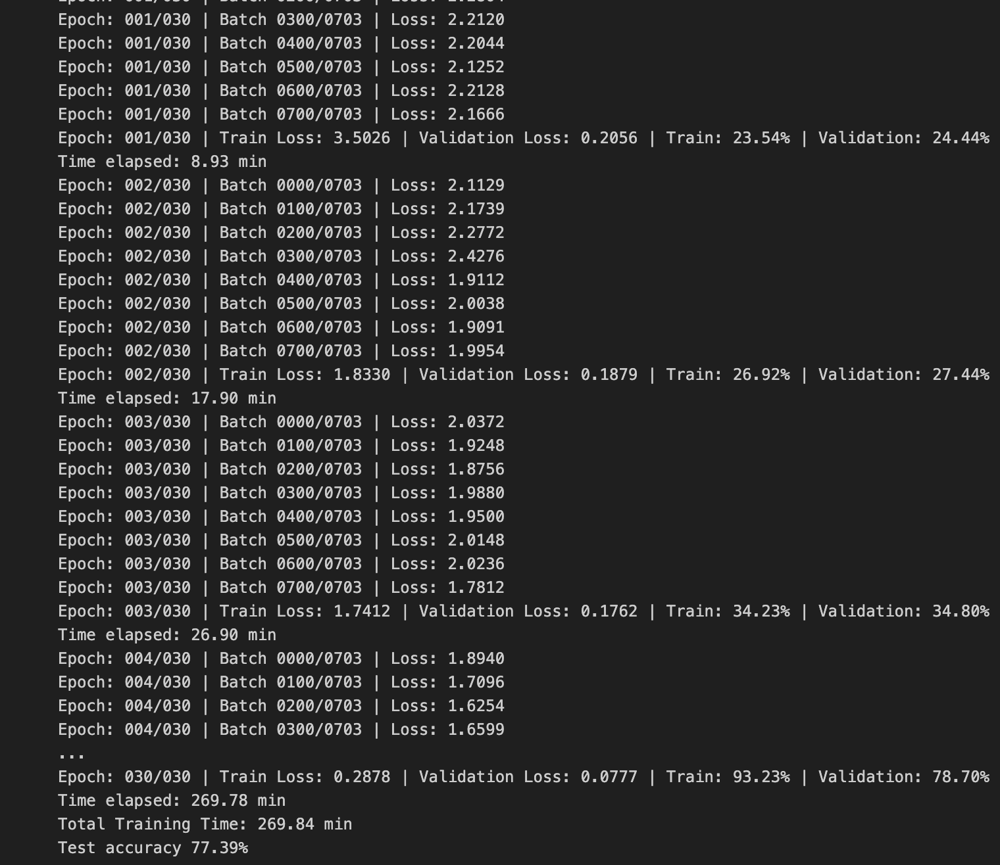 Epoch: 001/030 | Batch 0300/0703 | Loss: 2.2120
Epoch: 001/030 | Batch 0400/0703 | Loss: 2.2044
Epoch: 001/030 | Batch 0500/0703 | Loss: 2.1252
Epoch: 001/030 | Batch 0600/0703 | Loss: 2.2128
Epoch: 001/030 | Batch 0700/0703 | Loss: 2.1666
Epoch: 001/030 | Train Loss: 3.5026 | Validation Loss: 0.2056 | Train: 23.54% | Validation: 24.44%
Time elapsed: 8.93 min
Epoch: 002/030 | Batch 0000/0703 | Loss: 2.1129
Epoch: 002/030 | Batch 0100/0703 | Loss: 2.1739
Epoch: 002/030 | Batch 0200/0703 | Loss: 2.2772
Epoch: 002/030 | Batch 0300/0703 | Loss: 2.4276
Epoch: 002/030 | Batch 0400/0703 | Loss: 1.9112
Epoch: 002/030 | Batch 0500/0703 | Loss: 2.0038
Epoch: 002/030 | Batch 0600/0703 | Loss: 1.9091
Epoch: 002/030 | Batch 0700/0703 | Loss: 1.9954
Epoch: 002/030 | Train Loss: 1.8330 | Validation Loss: 0.1879 | Train: 26.92% | Validation: 27.44%
Time elapsed: 17.90 min
Epoch: 003/030 | Batch 0000/0703 | Loss: 2.0372
Epoch: 003/030 | Batch 0100/0703 | Loss: 1.9248
Epoch: 003/030 | Batch 0200/0703 | Loss: 1.8756
Epoch: 003/030 | Batch 0300/0703 | Loss: 1.9880
Epoch: 003/030 | Batch 0400/0703 | Loss: 1.9500
Epoch: 003/030 | Batch 0500/0703 | Loss: 2.0148
Epoch: 003/030 | Batch 0600/0703 | Loss: 2.0236
Epoch: 003/030 | Batch 0700/0703 | Loss: 1.7812
Epoch: 003/030 | Train Loss: 1.7412 | Validation Loss: 0.1762 | Train: 34.23% | Validation: 34.80%
Time elapsed: 26.90 min
Epoch: 004/030 | Batch 0000/0703 | Loss: 1.8940
Epoch: 004/030 | Batch 0100/0703 | Loss: 1.7096
Epoch: 004/030 | Batch 0200/0703 | Loss: 1.6254
Epoch: 004/030 | Batch 0300/0703 | Loss: 1.6599
...
Epoch: 030/030 | Train Loss: 0.2878 | Validation Loss: 0.0777 | Train: 93.23% | Validation: 78.70%
Time elapsed: 269.78 min
Total Training Time: 269.84 min
Test accuracy 77.39%